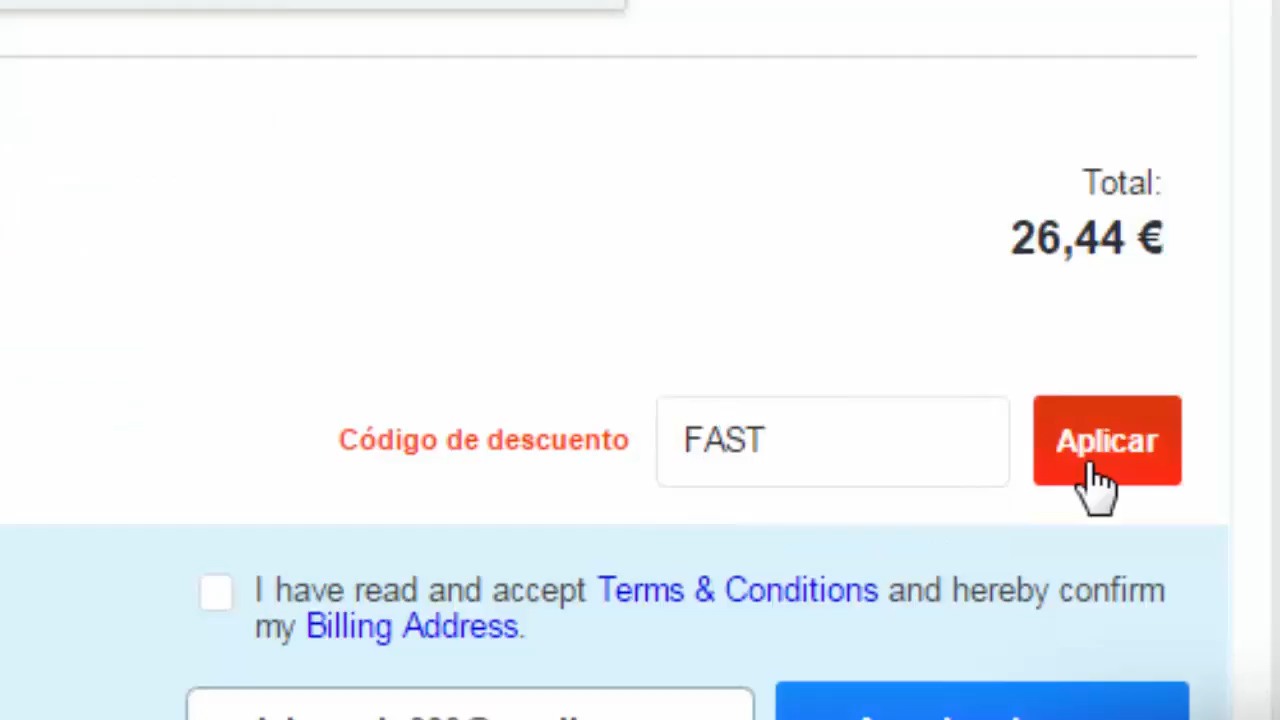 Total:
26,44 €
Código de descuento
FAST
Aplicar
I have read and accept Terms & Conditions and hereby confirm
my Billing Address.